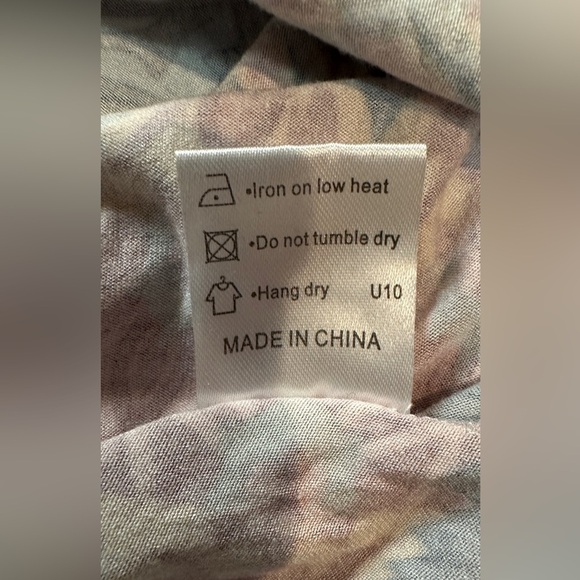 •Iron on low heat
•Do not tumble dry
•Hang dry U10
MADE IN CHINA